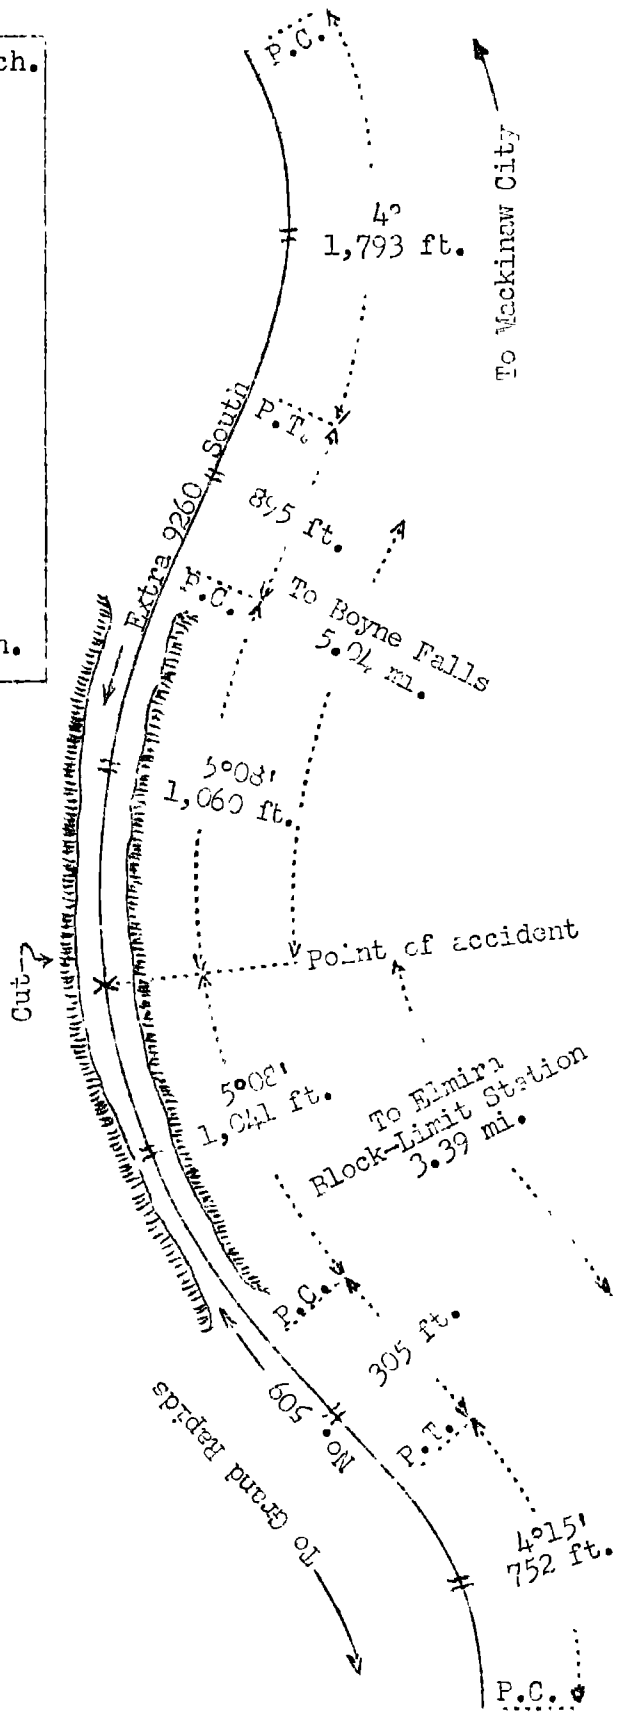 ch.
P.C.
4°
1,793 ft.
To Mackinaw City
P.T.
Extra 9260 South
895 ft.
P.C.
To Boyne Falls
5.04 mi.
n.
5°08'
1,060 ft.
Cut
Point of accident
5°08'
1,041 ft.
To Elmira
Block-Limit Station
3.39 mi.
P.C.
305 ft.
No. 509
To Grand Rapids
P.T.
4°15'
752 ft.
P.C.